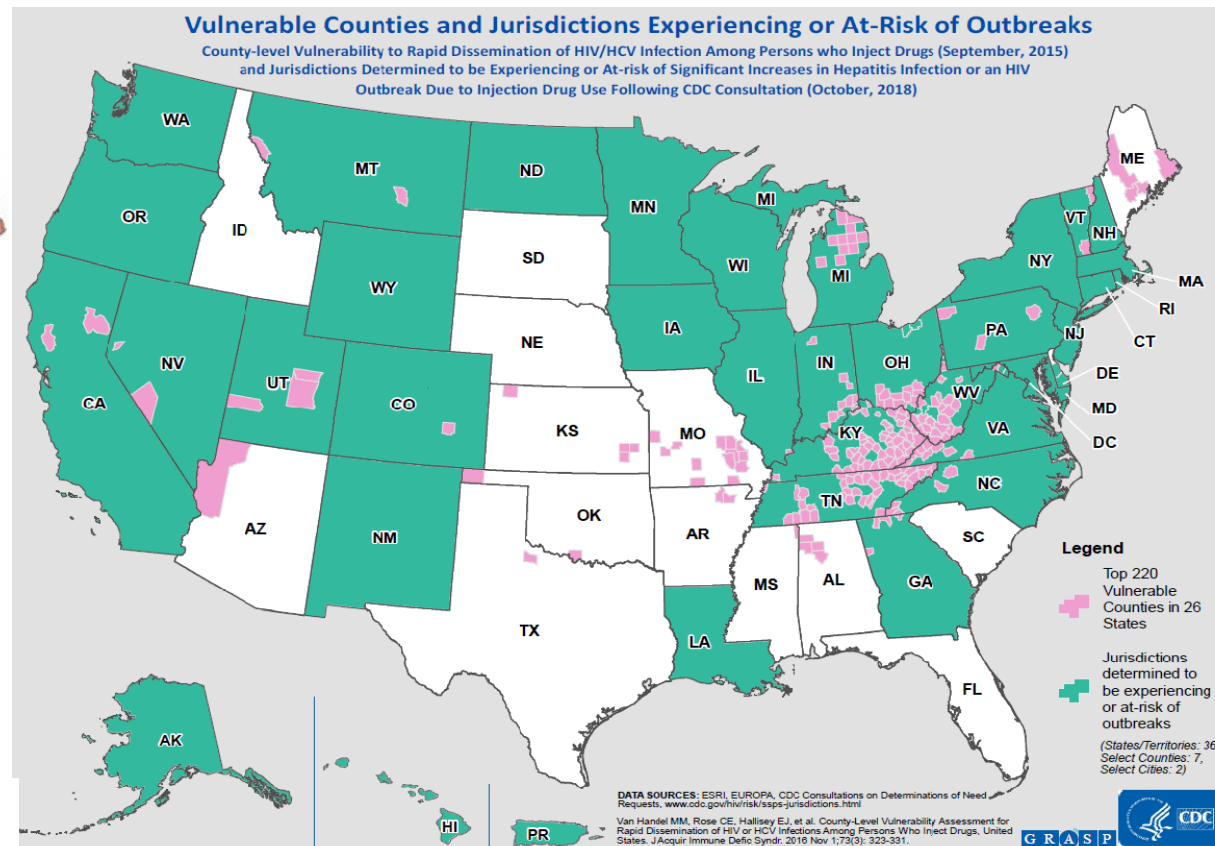 Vulnerable Counties and Jurisdictions Experiencing or At-Risk of Outbreaks
County-level Vulnerability to Rapid Dissemination of HIV/HCV Infection Among Persons who Inject Drugs (September, 2015)
and Jurisdictions Determined to be Experiencing or At-risk of Significant Increases in Hepatitis Infection or an HIV
Outbreak Due to Injection Drug Use Following CDC Consultation (October, 2018)
WA
MT
ND
MN
MI
ME
VT
NH
OR
ID
SD
WI
MI
NY
MA
RI
CT
WY
IA
PA
NJ
NE
NV
UT
CO
IL
IN
OH
DE
MD
DC
CA
KS
MO
WV
VA
KY
NC
TN
AZ
NM
OK
AR
SC
MS
AL
GA
TX
LA
FL
AK
HI
PR
Legend
Top 220
Vulnerable
Counties in 26
States
Jurisdictions
determined to
be experiencing
or at-risk of
outbreaks
(States/Territories: 36
Select Counties: 7,
Select Cities: 2)
DATA SOURCES: ESRI, EUROPA, CDC Consultations on Determinations of Need
Requests, www.cdc.gov/hiv/risk/ssps-jurisdictions.html
Van Handel MM, Rose CE, Hallisey EJ, et al. County-Level Vulnerability Assessment for
Rapid Dissemination of HIV or HCV Infections Among Persons Who Inject Drugs, United
States. JAcquir Immune Defic Syndr. 2016 Nov 1;73(3): 323-331.
GRASP
CDC